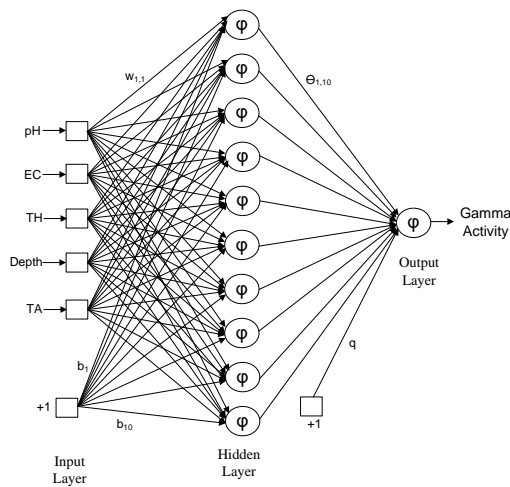 φ
w1,1
φ
ϴ1,10
φ
pH
φ
EC
φ
TH
φ
Gamma
Activity
φ
Depth
Output
Layer
φ
TA
φ
b1
q
φ
+1
b10
φ
+1
Input
Layer
Hidden
Layer